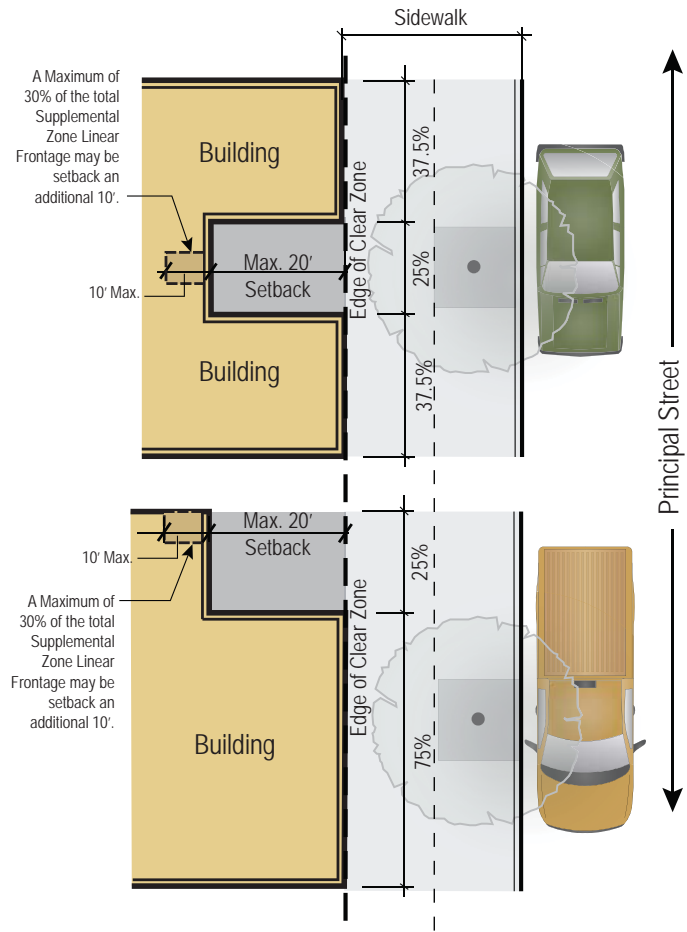 Sidewalk
A Maximum of
30% of the total
Supplemental
Zone Linear
Frontage may be
setback an
additional 10'.
Building
37.5%
Edge of Clear Zone
Max. 20'
Setback
25%
10' Max.
Building
37.5%
Principal Street
Max. 20'
Setback
10' Max.
25%
A Maximum of
30% of the total
Supplemental
Zone Linear
Frontage may be
setback an
additional 10'.
Edge of Clear Zone
Building
75%